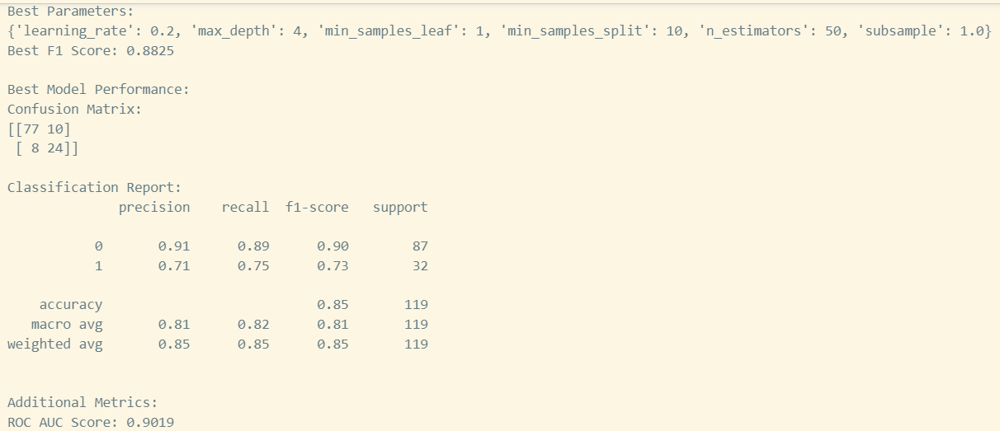 Best Parameters:
{'learning_rate': 0.2, 'max_depth': 4, 'min_samples_leaf': 1, 'min_samples_split': 10, 'n_estimators': 50, 'subsample': 1.0}
Best F1 Score: 0.8825
Best Model Performance:
Confusion Matrix:
[[77 10]
 [ 8 24]]
Classification Report:
              precision    recall  f1-score   support
           0       0.91      0.89      0.90        87
           1       0.71      0.75      0.73        32
    accuracy                           0.85       119
   macro avg       0.81      0.82      0.81       119
weighted avg       0.85      0.85      0.85       119
Additional Metrics:
ROC AUC Score: 0.9019